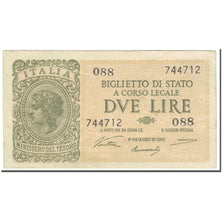 ITALIA
088 744712
BIGLIETTO DI STATO
A CORSO LEGALE
DVE LIRE
744712 088
MINISTERO DEL TESORO